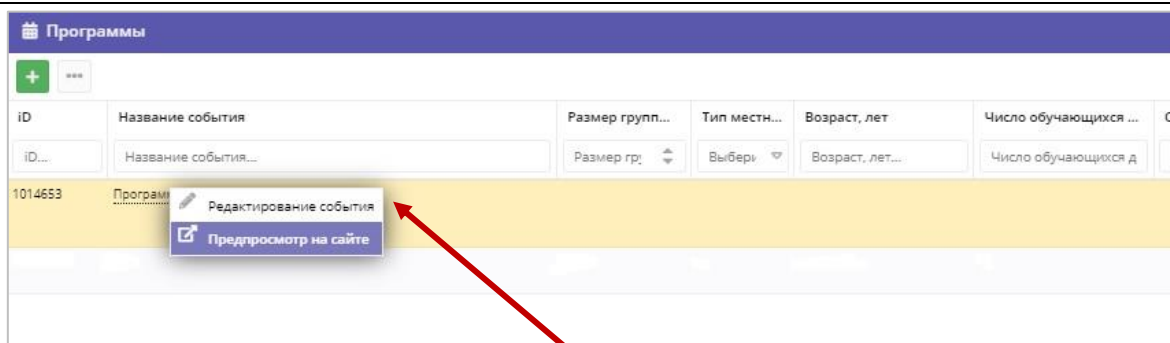 Программы
+ ...
iD Название события Размер групп... Тип местн... Возраст, лет Число обучающихся ...
iD... Название события... Размер гр Выбери Возраст, лет... Число обучающихся д
1014653 Програм
Редактирование события
Предпросмотр на сайте